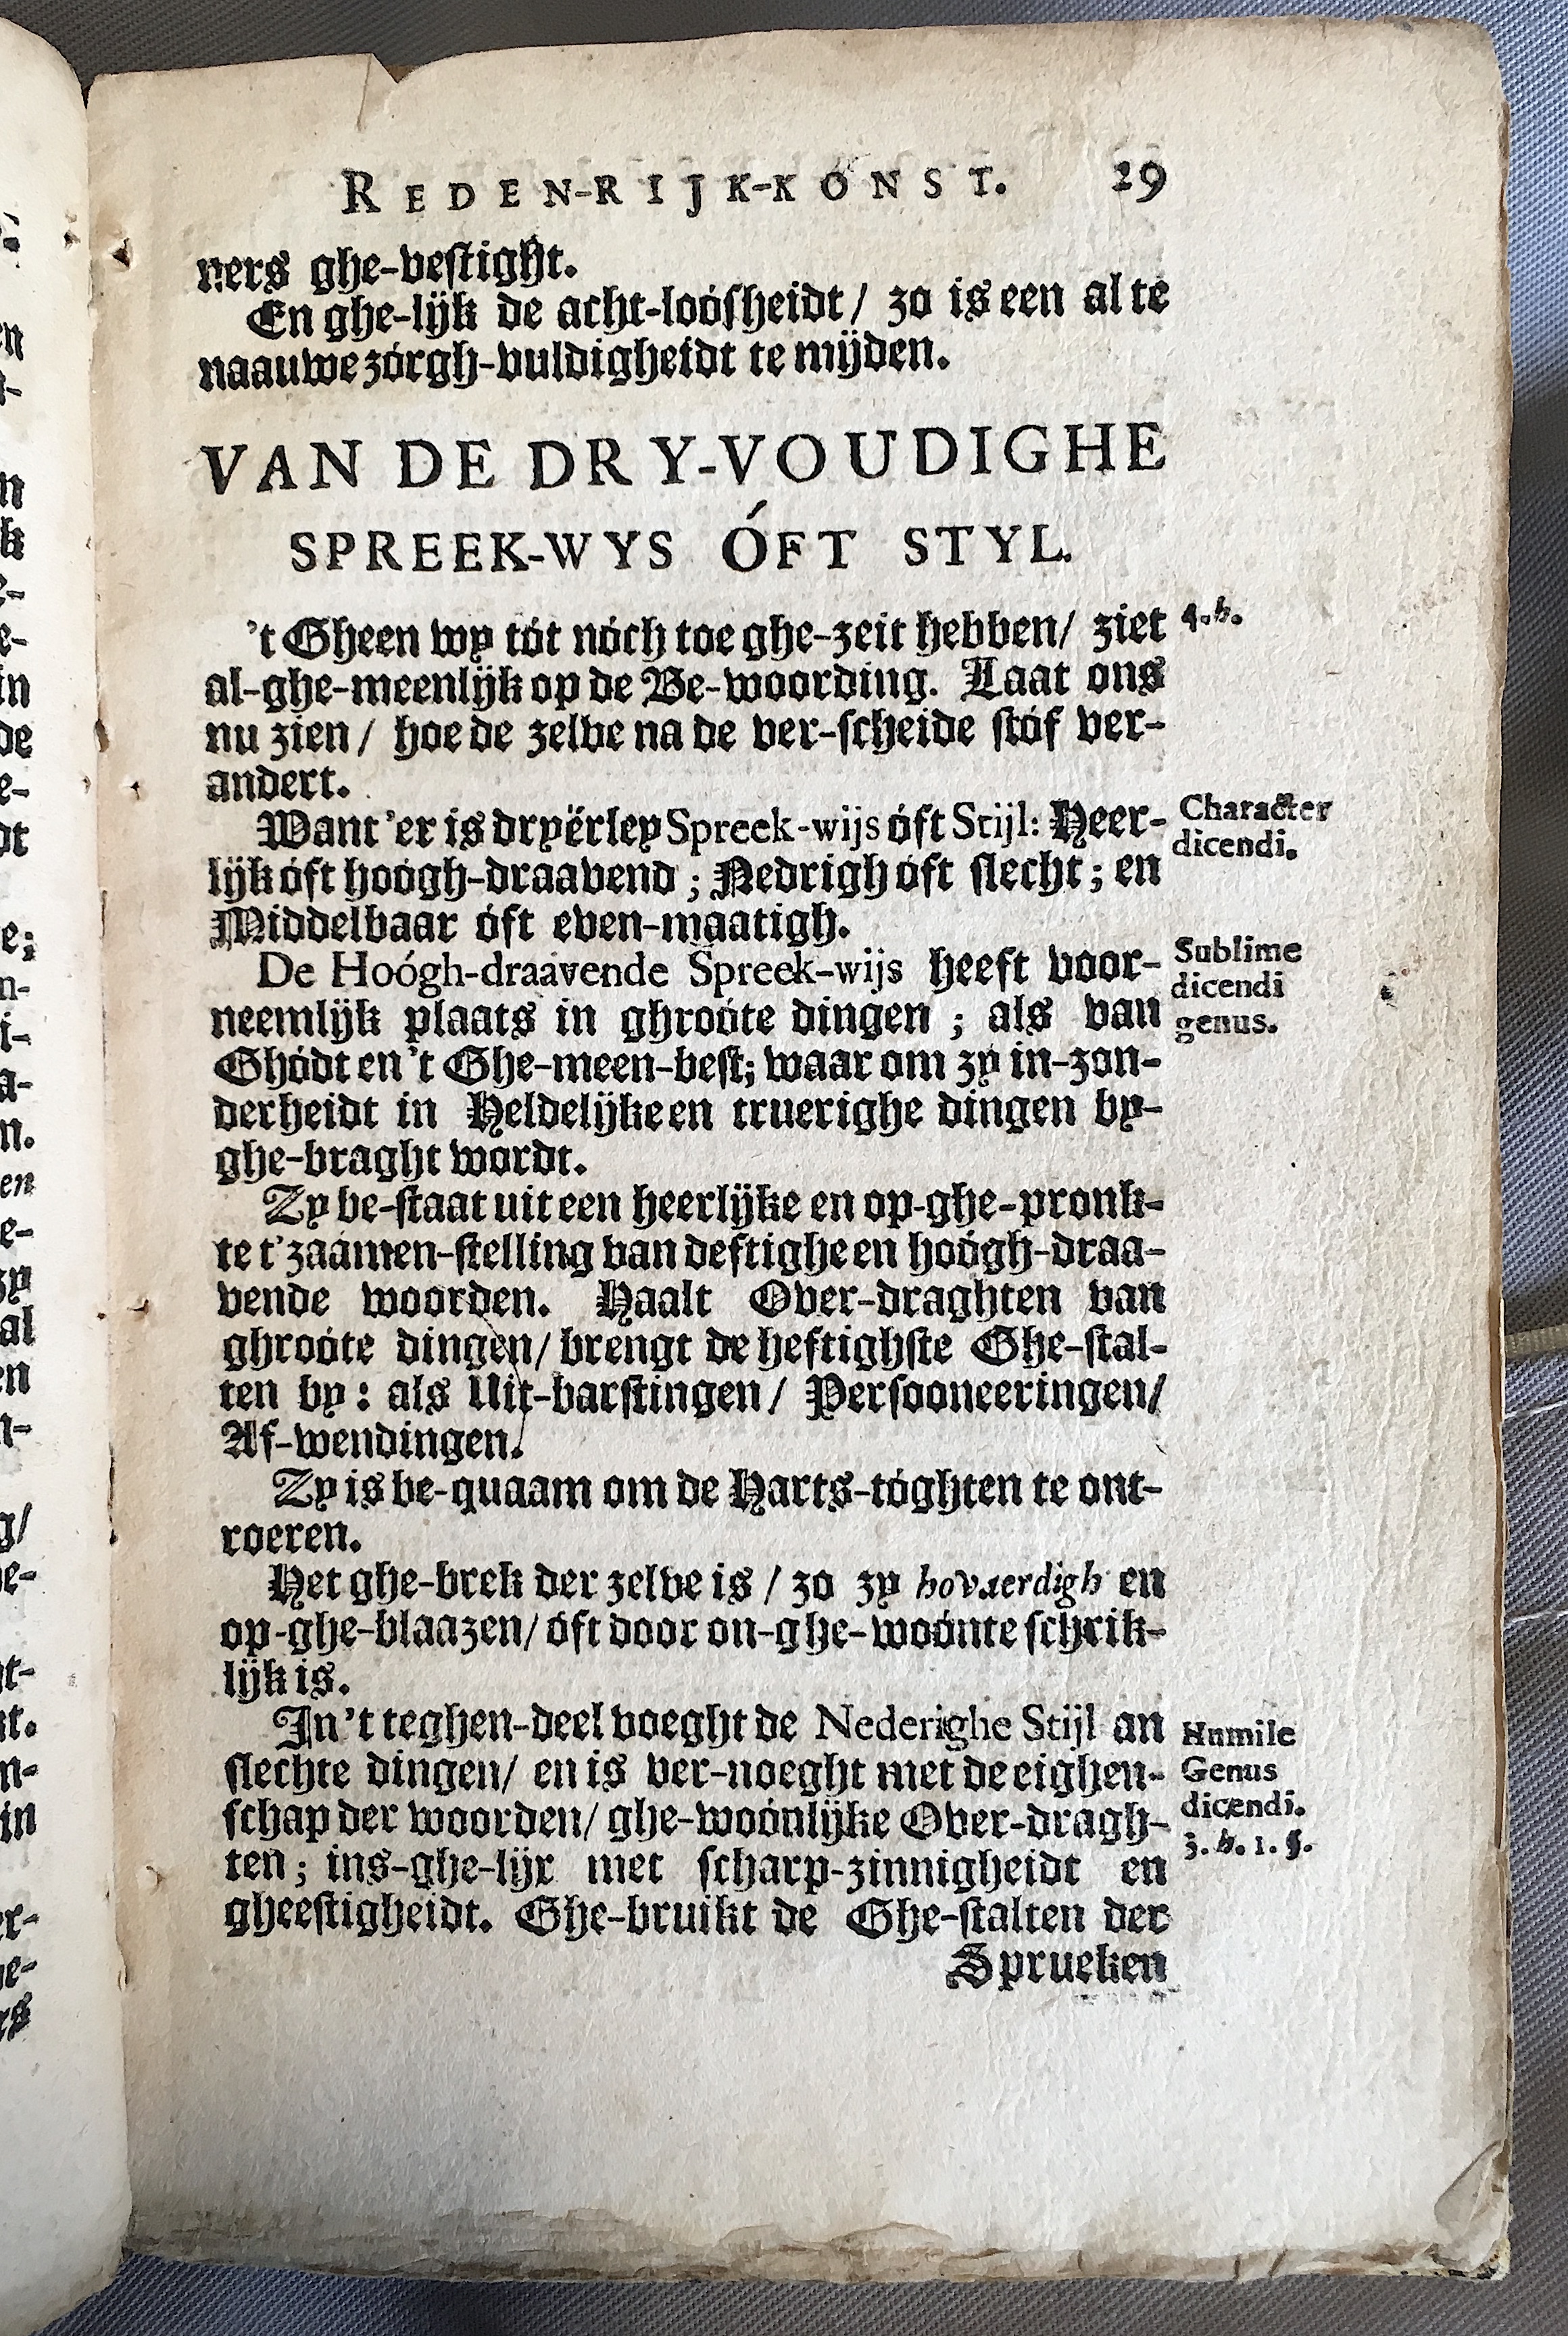 REDEN-RIJK-KÓNST. 29
ners ghe-vestight.
En ghe-lijk de acht-loósheidt/ zo is een al te
naauwe zórgh-vuldigheidt te mijden.
VAN DE DRY-VOUDIGHE
SPREEK-WYS ÓFT STYL.
't Gheen wy tót nóch toe ghe-zeit hebben/ ziet
al-ghe-meenlijk op de Be-woording. Laat ons
nu zien/ hoe de zelve na de ver-scheide stóf ver-
andert.
Want 'er is dryërley Spreek-wijs óft Stijl: Heer-
lijk óft hoógh-draavend; Nedrigh óft slecht; en
Middelbaar óft even-maatigh.
De Hoógh-draavende Spreek-wijs heeft voor-
neemlijk plaats in ghroóte dingen; als van
Ghódt en 't Ghe-meen-best; waar om zy in-zon-
derheidt in Heldelijke en truerighe dingen by-
ghe-braght wordt.
Zy be-staat uit een heerlijke en op-ghe-pronk-
te t'zaámen-stelling van deftighe en hoógh-draa-
vende woorden. Haalt Over-draghten van
ghroóte dingen/ brengt de heftighste Ghe-stal-
ten by: als Uit-barstingen/ Persooneeringen/
Af-wendingen.
Zy is be-quaam om de Harts-tóghten te ont-
roeren.
Het ghe-brek der zelve is/ zo zy hovaerdigh en
op-ghe-blaazen/ óft door on-ghe-woónte schrik-
lijk is.
In 't teghen-deel voeght de Nederighe Stijl an
slechte dingen/ en is ver-noeght met de eighen-
schap der woorden/ ghe-woónlijke Over-dragh-
ten; ins-ghe-lijx met scharp-zinnigheidt en
gheestigheidt. Ghe-bruikt de Ghe-stalten der
Sprueken
4.h.
Character
dicendi.
Sublime
dicendi
genus.
Humile
Genus
dicendi.
3. h. 1. §.